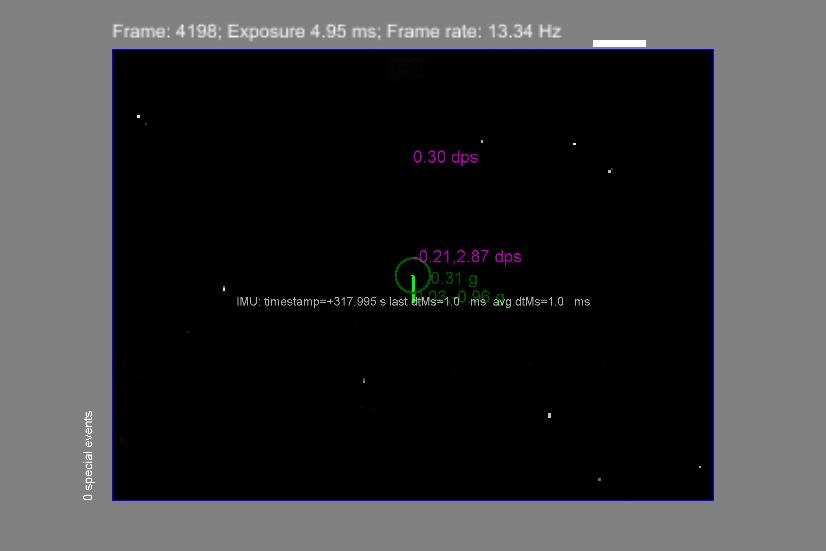 Frame: 4198; Exposure 4.95 ms; Frame rate: 13.34 Hz
0.30 dps
-0.21,2.87 dps
0.31 g
IMU: timestamp=+317.995 s last dtMs=1.0 ms avg dtMs=1.0 ms
0 special events